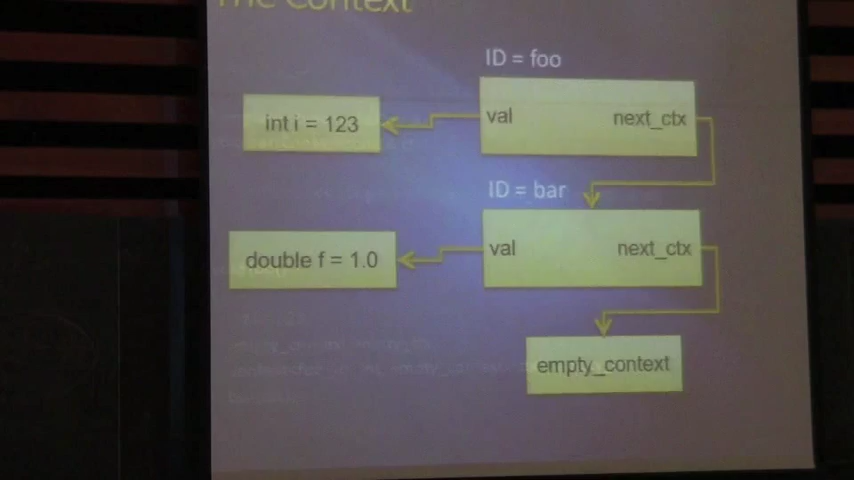 The Context
ID = foo
int i = 123
val
next_ctx
ID = bar
double f = 1.0
val
next_ctx
empty_context